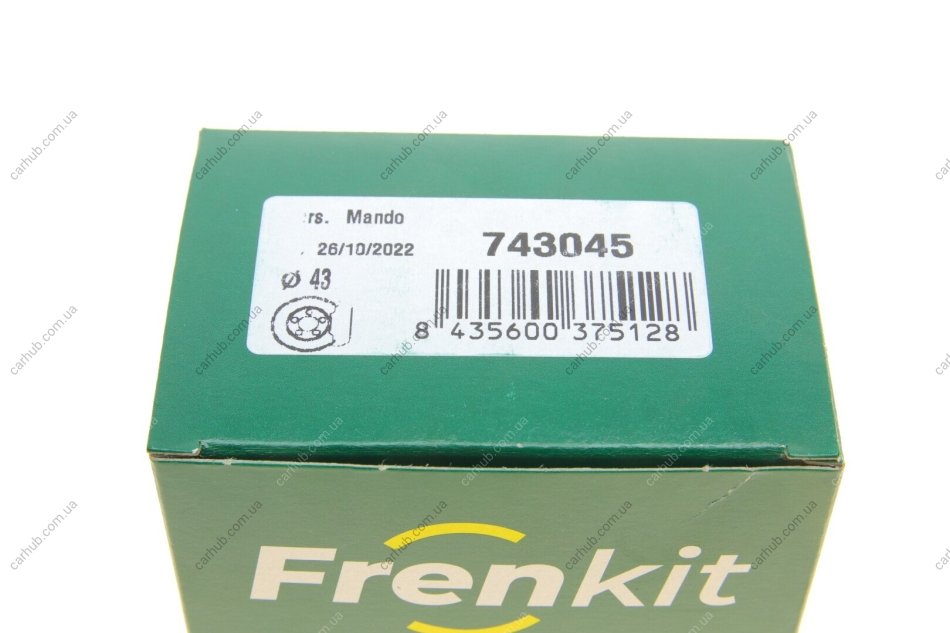 rs. Mando
. 26/10/2022
743045
Ø 43
8 435600 375128
Frenkit
carhub.com.ua